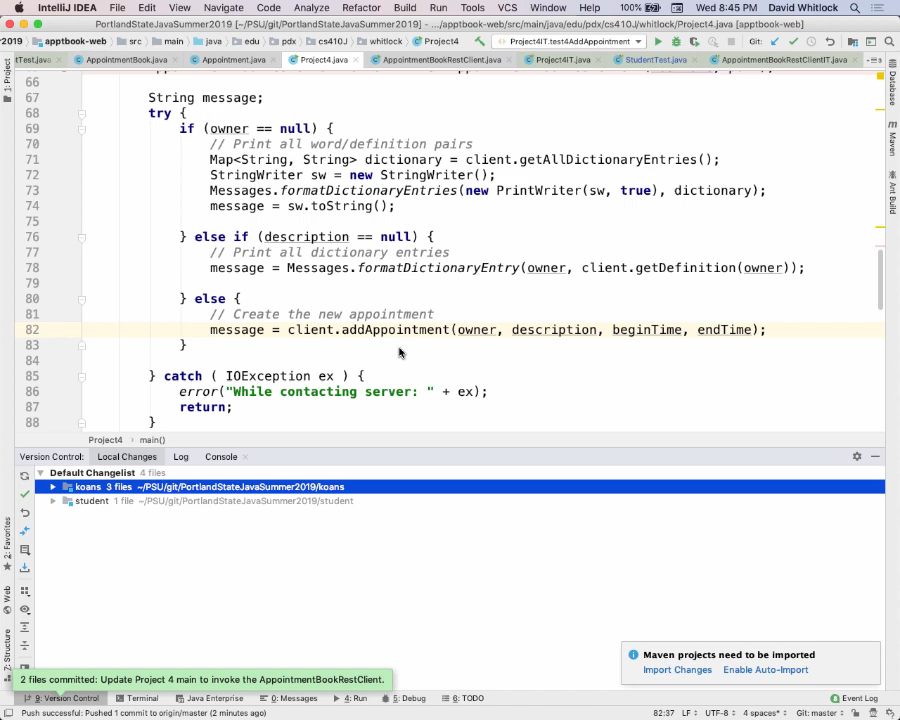 IntelliJ IDEA File Edit View Navigate Code Analyze Refactor Build Run Tools VCS Window Help 100% Wed 8:45 PM David Whitlock
PortlandStateJavaSummer2019 [~/PSU/git/PortlandStateJavaSummer2019] - .../apptbook-web/src/main/java/edu/pdx/cs410J/whitlock/Project4.java [apptbook-web]
2019 apptbook-web src main java edu pdx cs410J whitlock Project4 Project4IT.test4AddAppointment Git:
tTest.java AppointmentBook.java Appointment.java Project4.java AppointmentBookRestClient.java Project4IT.java StudentTest.java AppointmentBookRestClientIT.java
66
67 String message;
68 try {
69 if (owner == null) {
70 // Print all word/definition pairs
71 Map<String, String> dictionary = client.getAllDictionaryEntries();
72 StringWriter sw = new StringWriter();
73 Messages.formatDictionaryEntries(new PrintWriter(sw, true), dictionary);
74 message = sw.toString();
75
76 } else if (description == null) {
77 // Print all dictionary entries
78 message = Messages.formatDictionaryEntry(owner, client.getDefinition(owner));
79
80 } else {
81 // Create the new appointment
82 message = client.addAppointment(owner, description, beginTime, endTime);
83 }
84
85 } catch ( IOException ex ) {
86 error("While contacting server: " + ex);
87 return;
88 }
Project4 main()
Version Control: Local Changes Log Console
Default Changelist 4 files
koans 3 files ~/PSU/git/PortlandStateJavaSummer2019/koans
student 1 file ~/PSU/git/PortlandStateJavaSummer2019/student
1: Project
2: Favorites
Web
Z: Structure
Database
Maven
Ant Build
Maven projects need to be imported
Import Changes Enable Auto-Import
2 files committed: Update Project 4 main to invoke the AppointmentBookRestClient.
9: Version Control Terminal Java Enterprise 0: Messages 4: Run 5: Debug 6: TODO Event Log
Push successful: Pushed 1 commit to origin/master (2 minutes ago) 82:37 LF UTF-8 4 spaces* Git: master